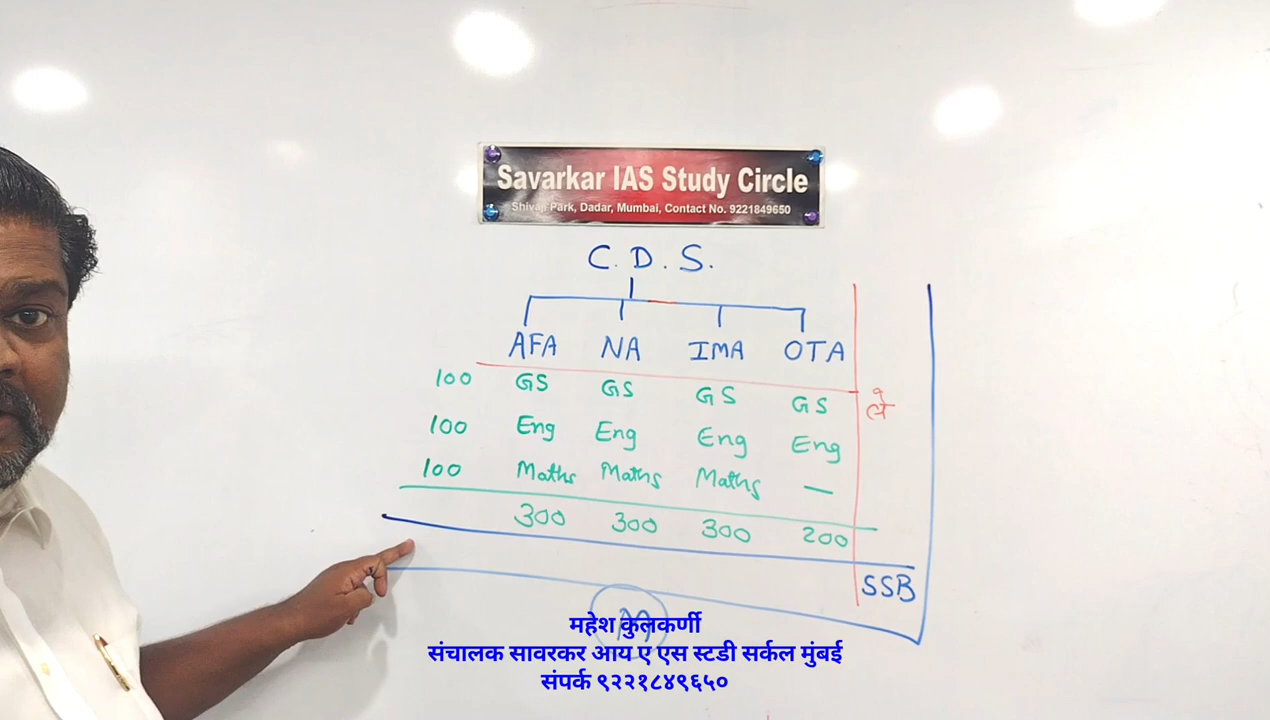 Savarkar IAS Study Circle
Shivaji Park, Dadar, Mumbai, Contact No. 9221849650
C. D. S.
AFA NA IMA OTA
100 GS GS GS GS ले
100 Eng Eng Eng Eng
100 Maths Maths Maths —
300 300 300 200
SSB
M
महेश कुलकर्णी
संचालक सावरकर आय ए एस स्टडी सर्कल मुंबई
संपर्क ९२२१८४९६५०